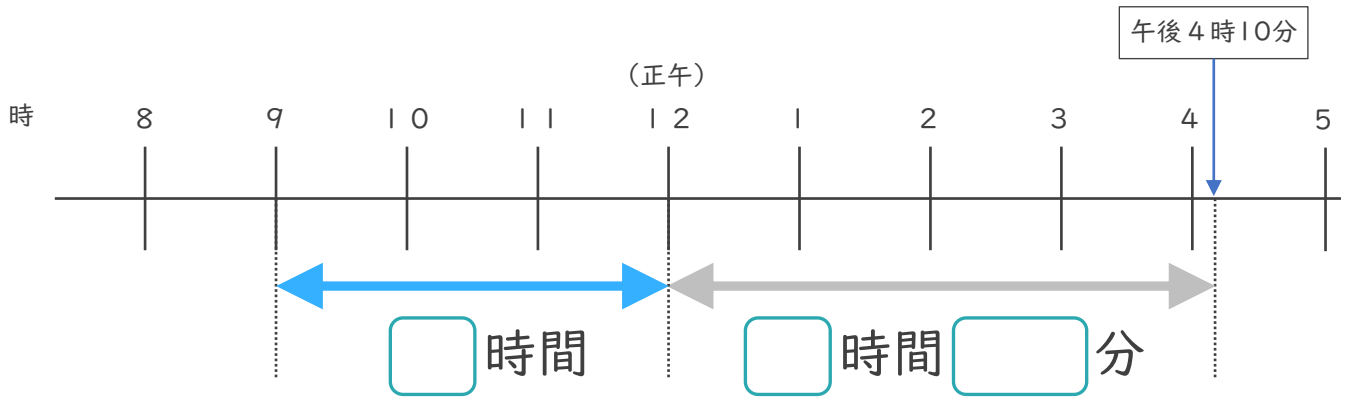 午後４時１０分
（正午）
時 ８ ９ １０ １１ １２ １ ２ ３ ４ ５
時間 時間 分